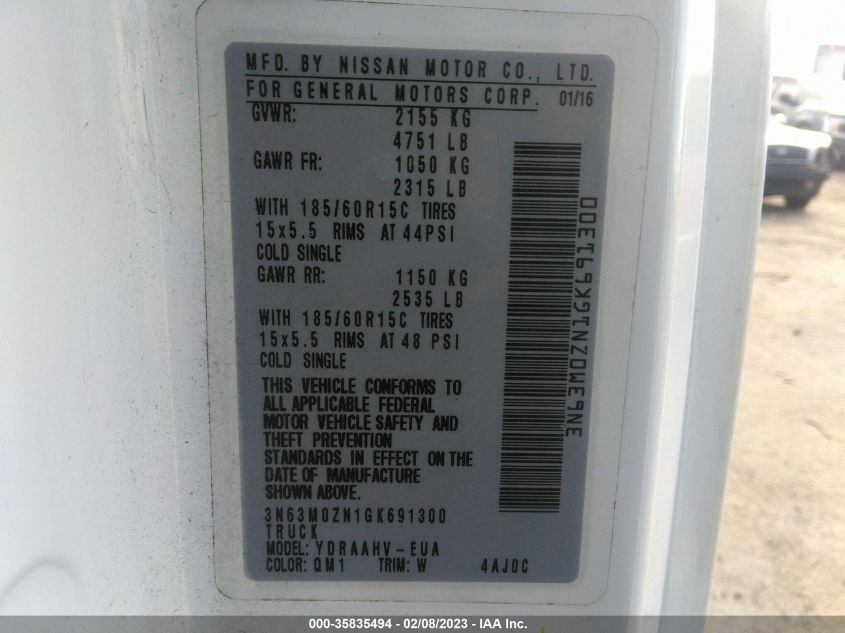 MFD. BY NISSAN MOTOR CO., LTD.
FOR GENERAL MOTORS CORP. 01/16
GVWR: 2155 KG
4751 LB
GAWR FR: 1050 KG
2315 LB
WITH 185/60R15C TIRES
15x5.5 RIMS AT 44PSI
COLD SINGLE
GAWR RR: 1150 KG
2535 LB
WITH 185/60R15C TIRES
15x5.5 RIMS AT 48 PSI
COLD SINGLE
THIS VEHICLE CONFORMS TO
ALL APPLICABLE FEDERAL
MOTOR VEHICLE SAFETY AND
THEFT PREVENTION
STANDARDS IN EFFECT ON THE
DATE OF MANUFACTURE
SHOWN ABOVE.
3N63M0ZN1GK691300
TRUCK
MODEL: YDRAAHV-EUA
COLOR: QM1 TRIM: W 4AJ0C
3N63M0ZN1GK691300
000-35835494 - 02/08/2023 - IAA Inc.